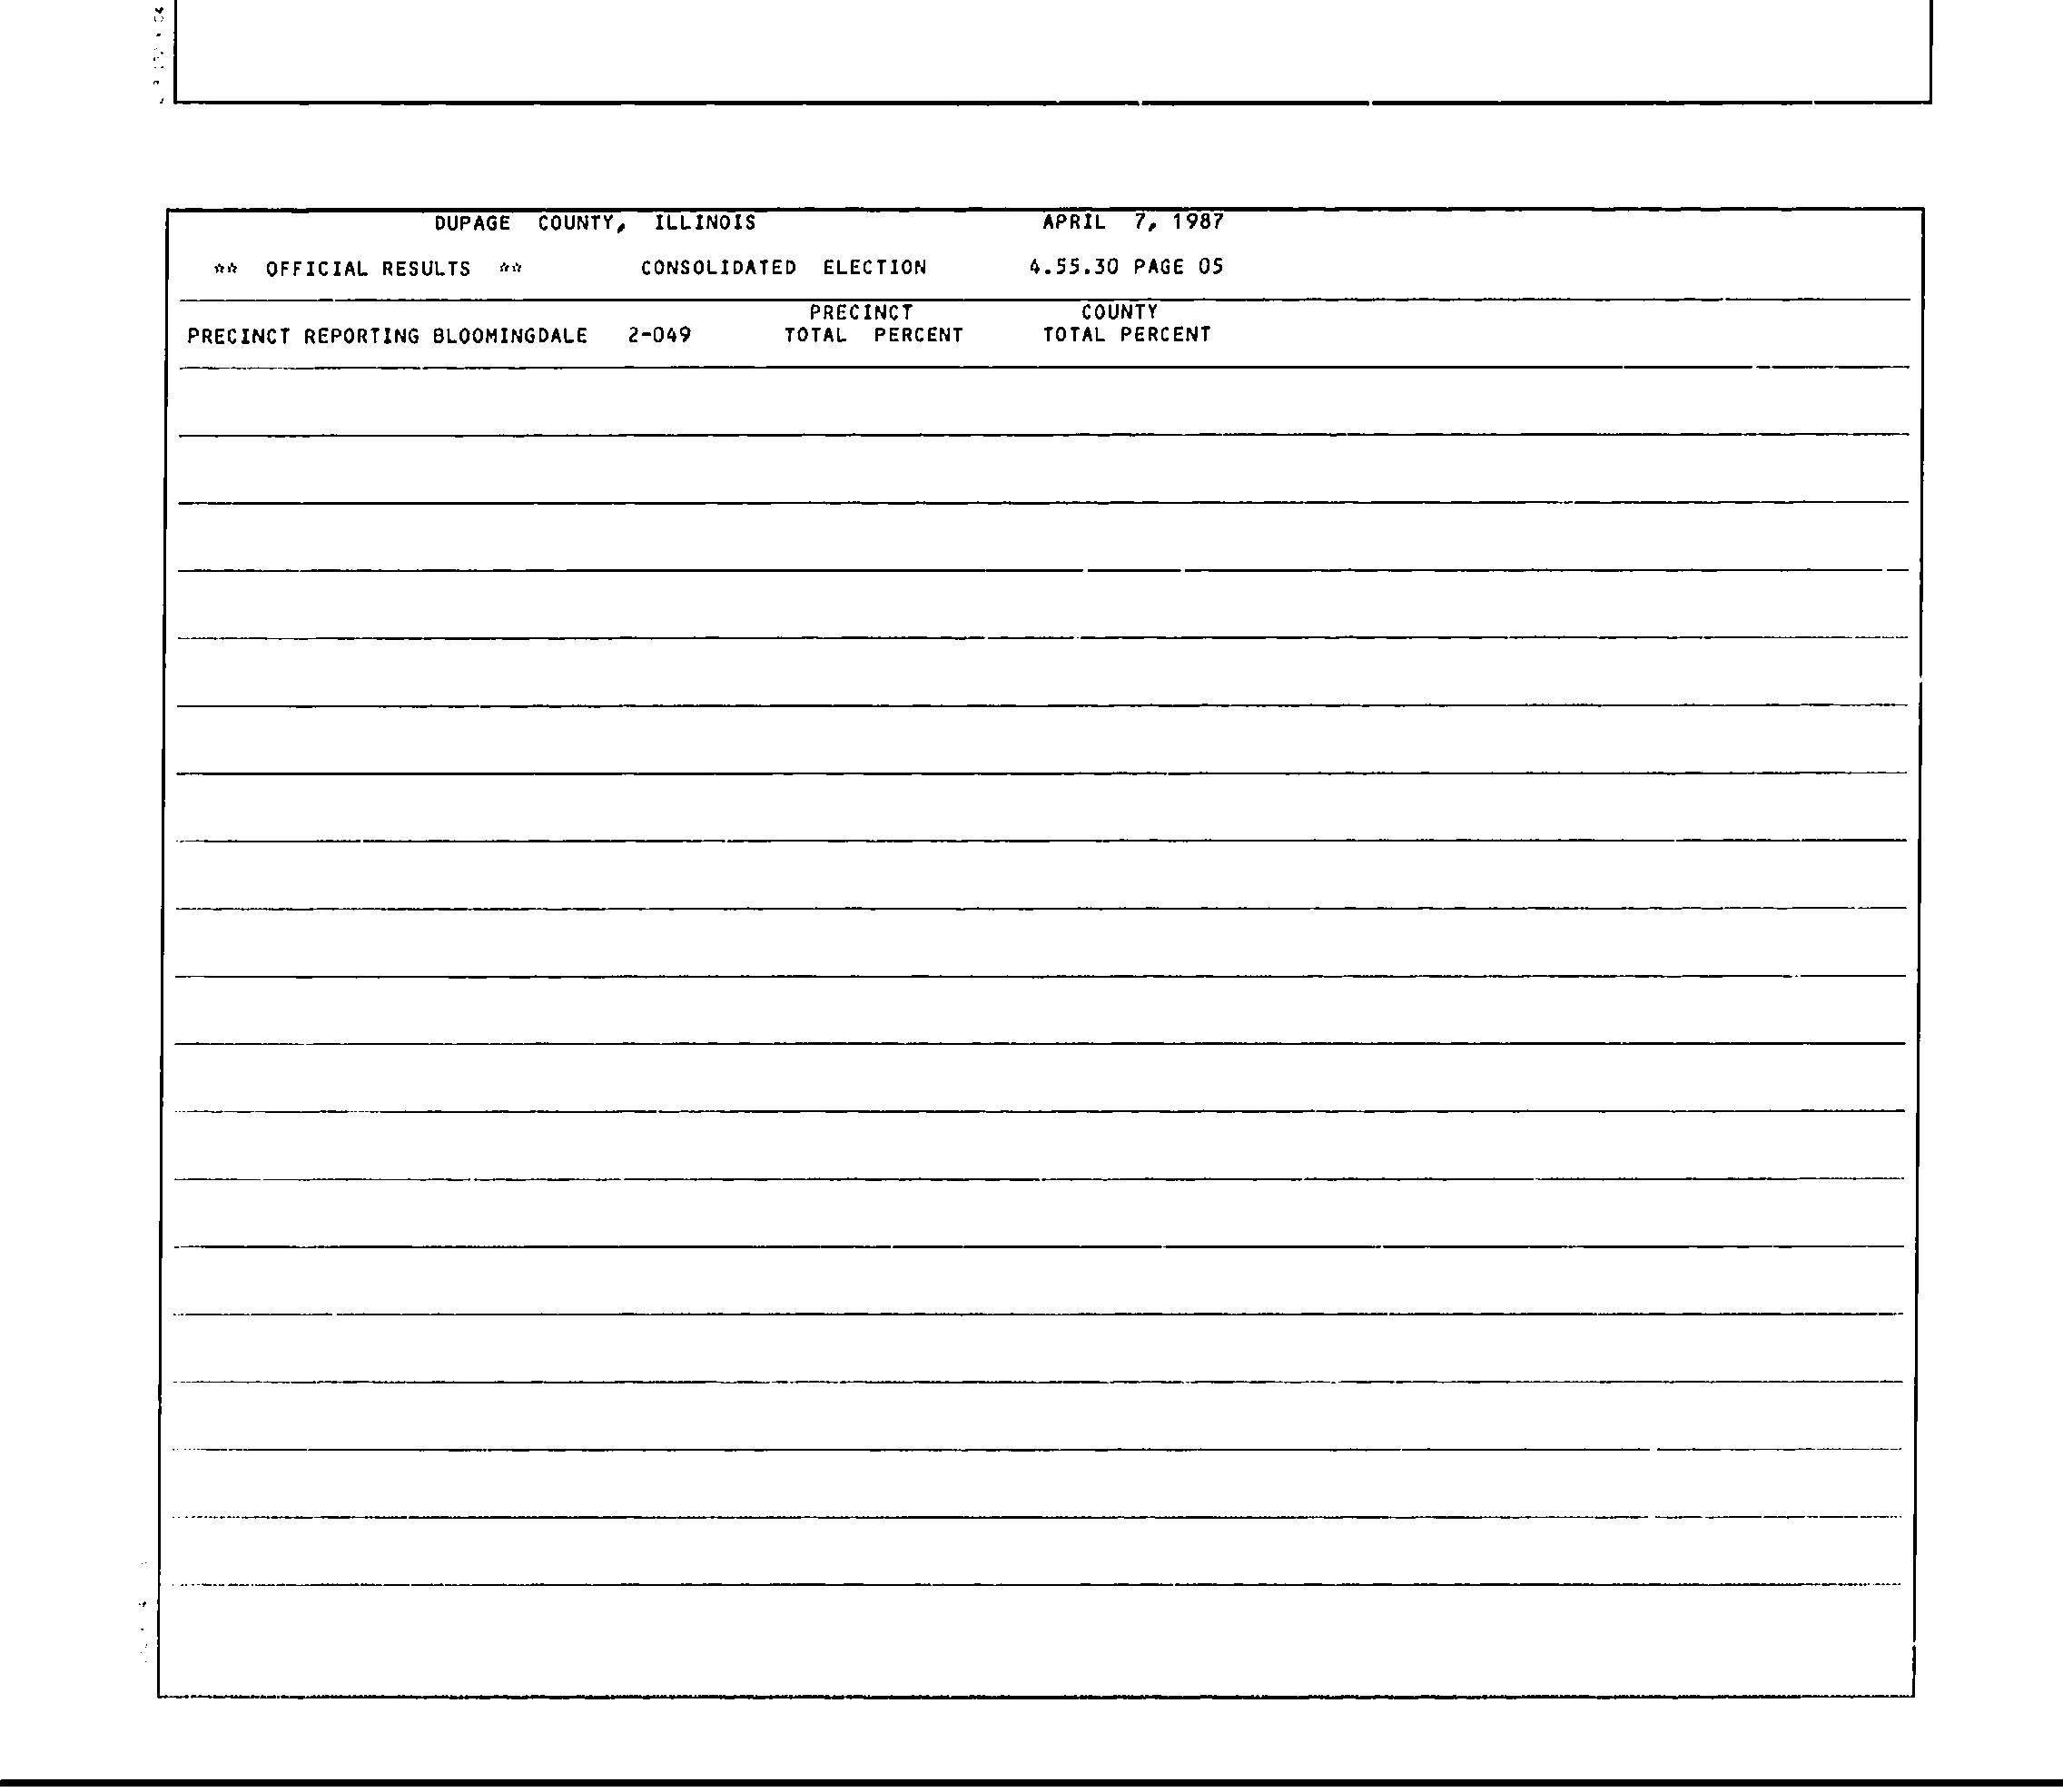 DUPAGE COUNTY, ILLINOIS APRIL 7, 1987
** OFFICIAL RESULTS ** CONSOLIDATED ELECTION 4.55.30 PAGE 05
PRECINCT COUNTY
PRECINCT REPORTING BLOOMINGDALE 2-049 TOTAL PERCENT TOTAL PERCENT